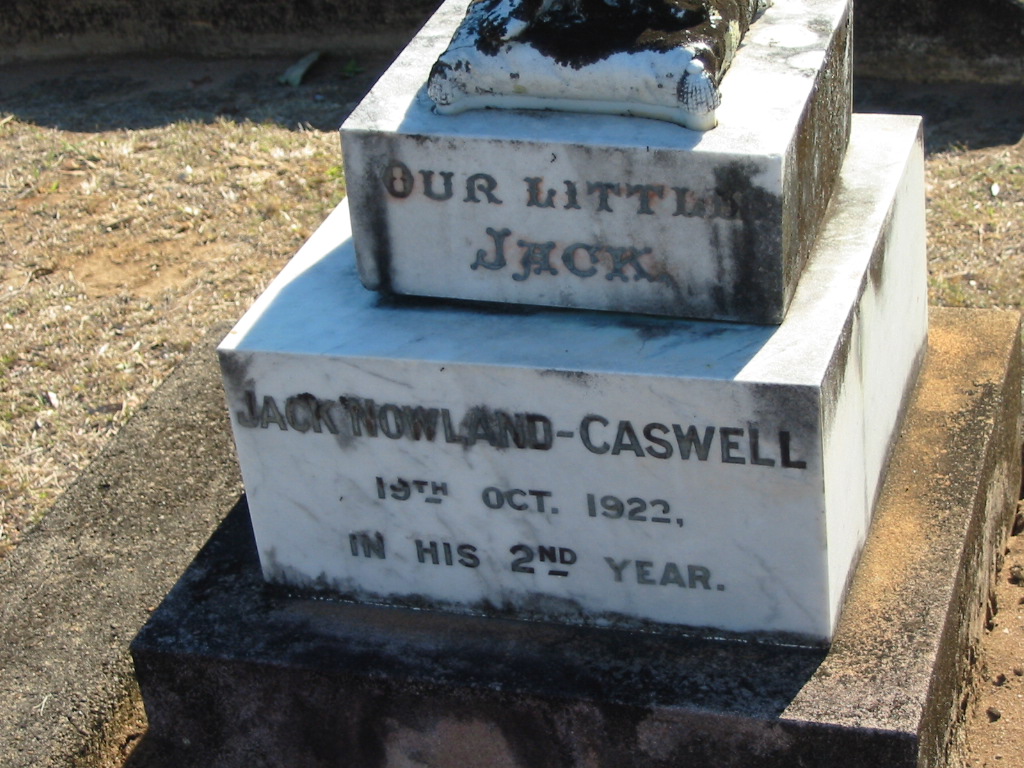 OUR LITTLE
JACK
JACK NOWLAND-CASWELL
19TH OCT. 1922,
IN HIS 2ND YEAR.